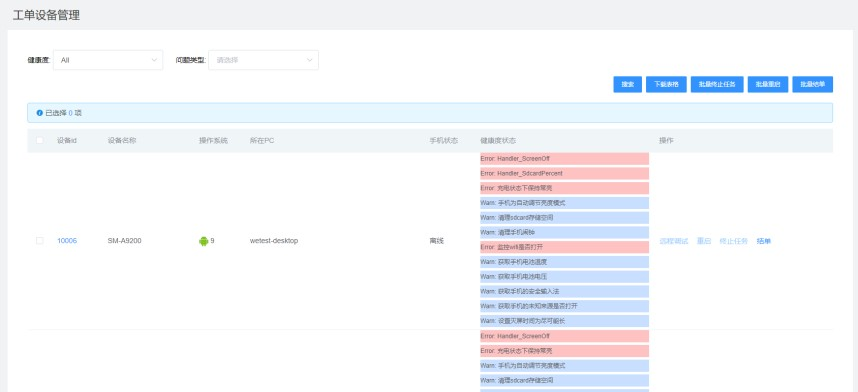 工单设备管理
健康度: All 问题类型: 请选择
搜索 下载表格 批量终止任务 批量重启 批量结单
已选择 0 项
设备id 设备名称 操作系统 所在PC 手机状态 健康度状态 操作
Error: Handler_ScreenOff
Error: Handler_SdcardPercent
Error: 充电状态下保持常亮
Warn: 手机为自动调节亮度模式
Warn: 清理sdcard存储空间
Warn: 清理手机闹钟
10006 SM-A9200 9 wetest-desktop 离线 Error: 监控wifi是否打开 远程调试 重启 终止任务 结单
Warn: 获取手机电池温度
Warn: 获取手机电池电压
Warn: 获取手机的安全输入法
Warn: 获取手机的未知来源是否打开
Warn: 设置灭屏时间为尽可能长
Error: Handler_ScreenOff
Error: 充电状态下保持常亮
Warn: 手机为自动调节亮度模式
Warn: 清理sdcard存储空间